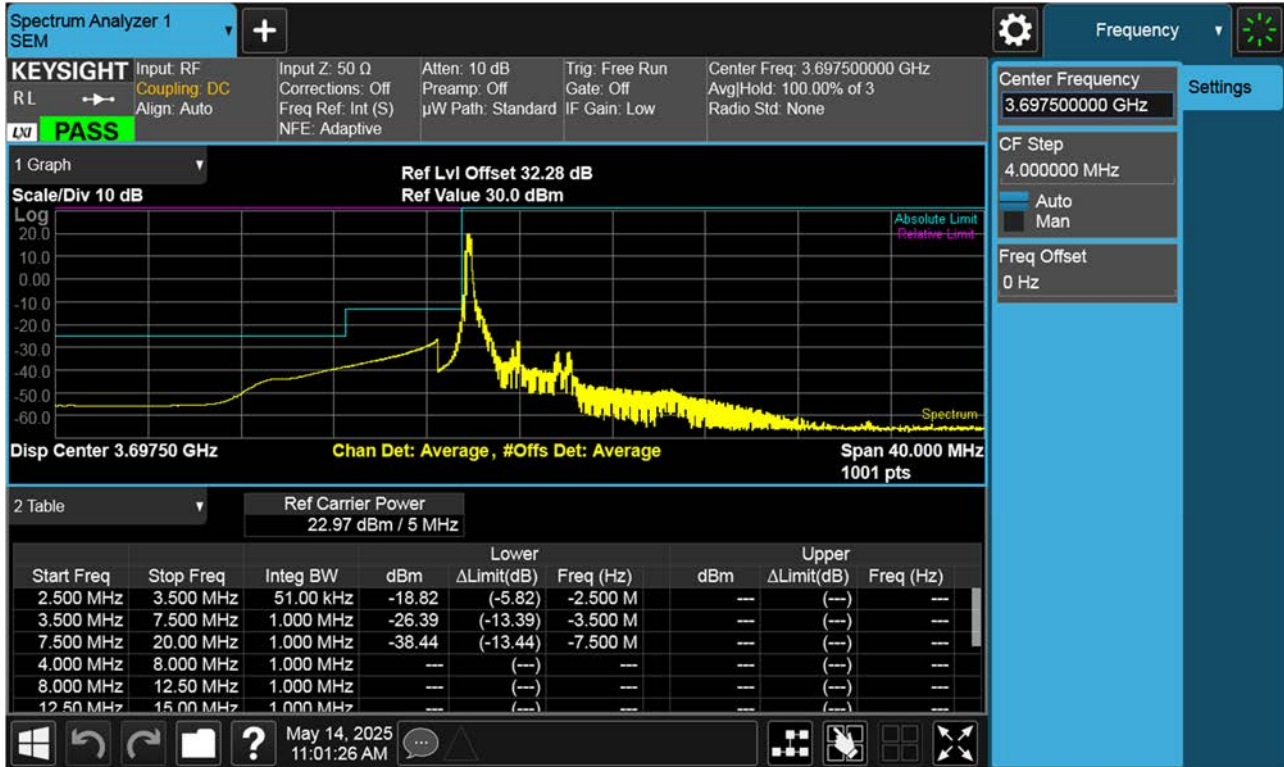 Spectrum Analyzer 1
SEM
Frequency
KEYSIGHT
R L
LXI
PASS
Input: RF
Coupling: DC
Align: Auto
Input Z: 50 Ω
Corrections: Off
Freq Ref: Int (S)
NFE: Adaptive
Atten: 10 dB
Preamp: Off
µW Path: Standard
Trig: Free Run
Gate: Off
IF Gain: Low
Center Freq: 3.697500000 GHz
Avg|Hold: 100.00% of 3
Radio Std: None
Center Frequency
3.697500000 GHz
Settings
CF Step
4.000000 MHz
Auto
Man
Freq Offset
0 Hz
1 Graph
Scale/Div 10 dB
Ref Lvl Offset 32.28 dB
Ref Value 30.0 dBm
Log
20.0
10.0
0.00
-10.0
-20.0
-30.0
-40.0
-50.0
-60.0
Absolute Limit
Relative Limit
Spectrum
Disp Center 3.69750 GHz
Chan Det: Average, #Offs Det: Average
Span 40.000 MHz
1001 pts
2 Table
Ref Carrier Power
22.97 dBm / 5 MHz
Lower Upper
Start Freq Stop Freq Integ BW dBm ΔLimit(dB) Freq (Hz) dBm ΔLimit(dB) Freq (Hz)
2.500 MHz 3.500 MHz 51.00 kHz -18.82 (-5.82) -2.500 M --- (---) ---
3.500 MHz 7.500 MHz 1.000 MHz -26.39 (-13.39) -3.500 M --- (---) ---
7.500 MHz 20.00 MHz 1.000 MHz -38.44 (-13.44) -7.500 M --- (---) ---
4.000 MHz 8.000 MHz 1.000 MHz --- (---) --- --- (---) ---
8.000 MHz 12.50 MHz 1.000 MHz --- (---) --- --- (---) ---
12.50 MHz 15.00 MHz 1.000 MHz --- (---) --- --- (---) ---
?
May 14, 2025
11:01:26 AM